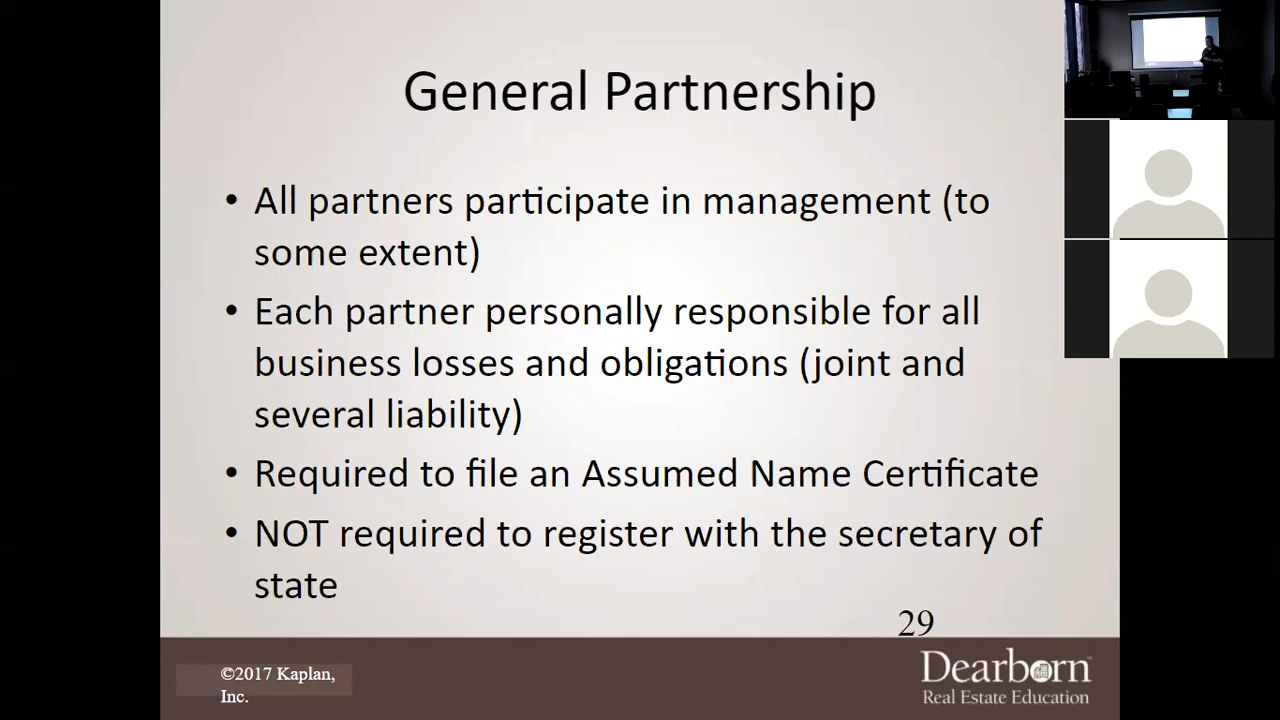 General Partnership
• All partners participate in management (to
some extent)
• Each partner personally responsible for all
business losses and obligations (joint and
several liability)
• Required to file an Assumed Name Certificate
• NOT required to register with the secretary of
state
29
©2017 Kaplan,
Inc.
Dearborn
Real Estate Education